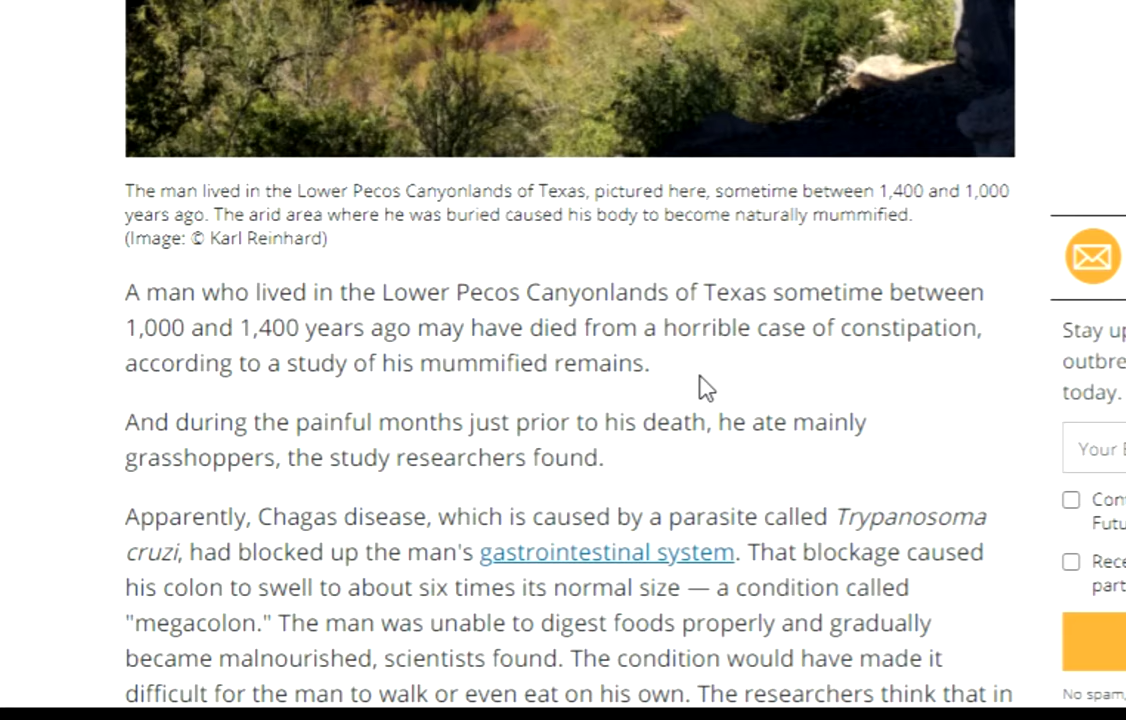 The man lived in the Lower Pecos Canyonlands of Texas, pictured here, sometime between 1,400 and 1,000
years ago. The arid area where he was buried caused his body to become naturally mummified.
(Image: © Karl Reinhard)
A man who lived in the Lower Pecos Canyonlands of Texas sometime between
1,000 and 1,400 years ago may have died from a horrible case of constipation,
according to a study of his mummified remains.
And during the painful months just prior to his death, he ate mainly
grasshoppers, the study researchers found.
Apparently, Chagas disease, which is caused by a parasite called Trypanosoma
cruzi, had blocked up the man's gastrointestinal system. That blockage caused
his colon to swell to about six times its normal size — a condition called
"megacolon." The man was unable to digest foods properly and gradually
became malnourished, scientists found. The condition would have made it
difficult for the man to walk or even eat on his own. The researchers think that in
Stay
today.
Your
No spam,